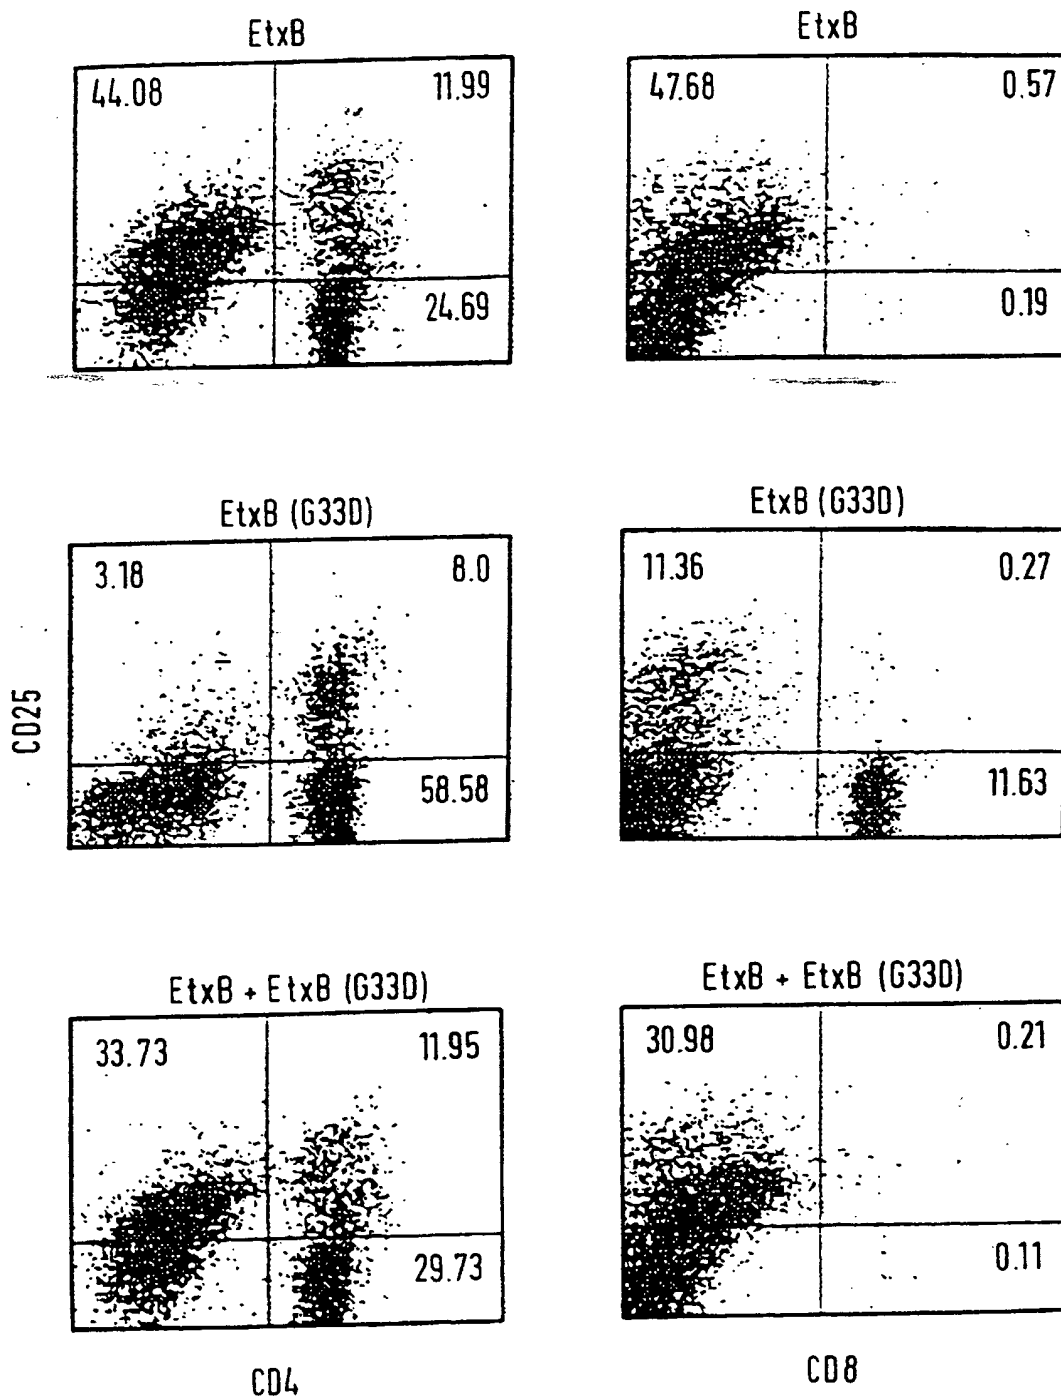 EtxB
EtxB
44.08
11.99
24.69
47.68
0.57
0.19
EtxB (G33D)
EtxB (G33D)
3.18
8.0
58.58
11.36
0.27
11.63
CD25
EtxB + EtxB (G33D)
EtxB + EtxB (G33D)
33.73
11.95
29.73
30.98
0.21
0.11
CD4
CD8